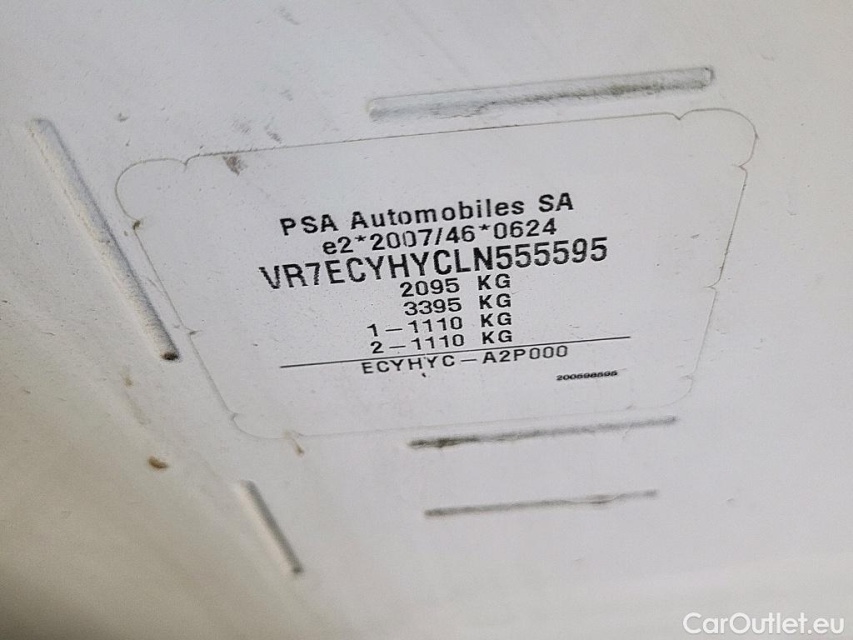 PSA Automobiles SA
e2*2007/46*0624
VR7ECYHYCLN555595
2095 KG
3395 KG
1-1110 KG
2-1110 KG
ECYHYC-A2P000
CarOutlet.eu